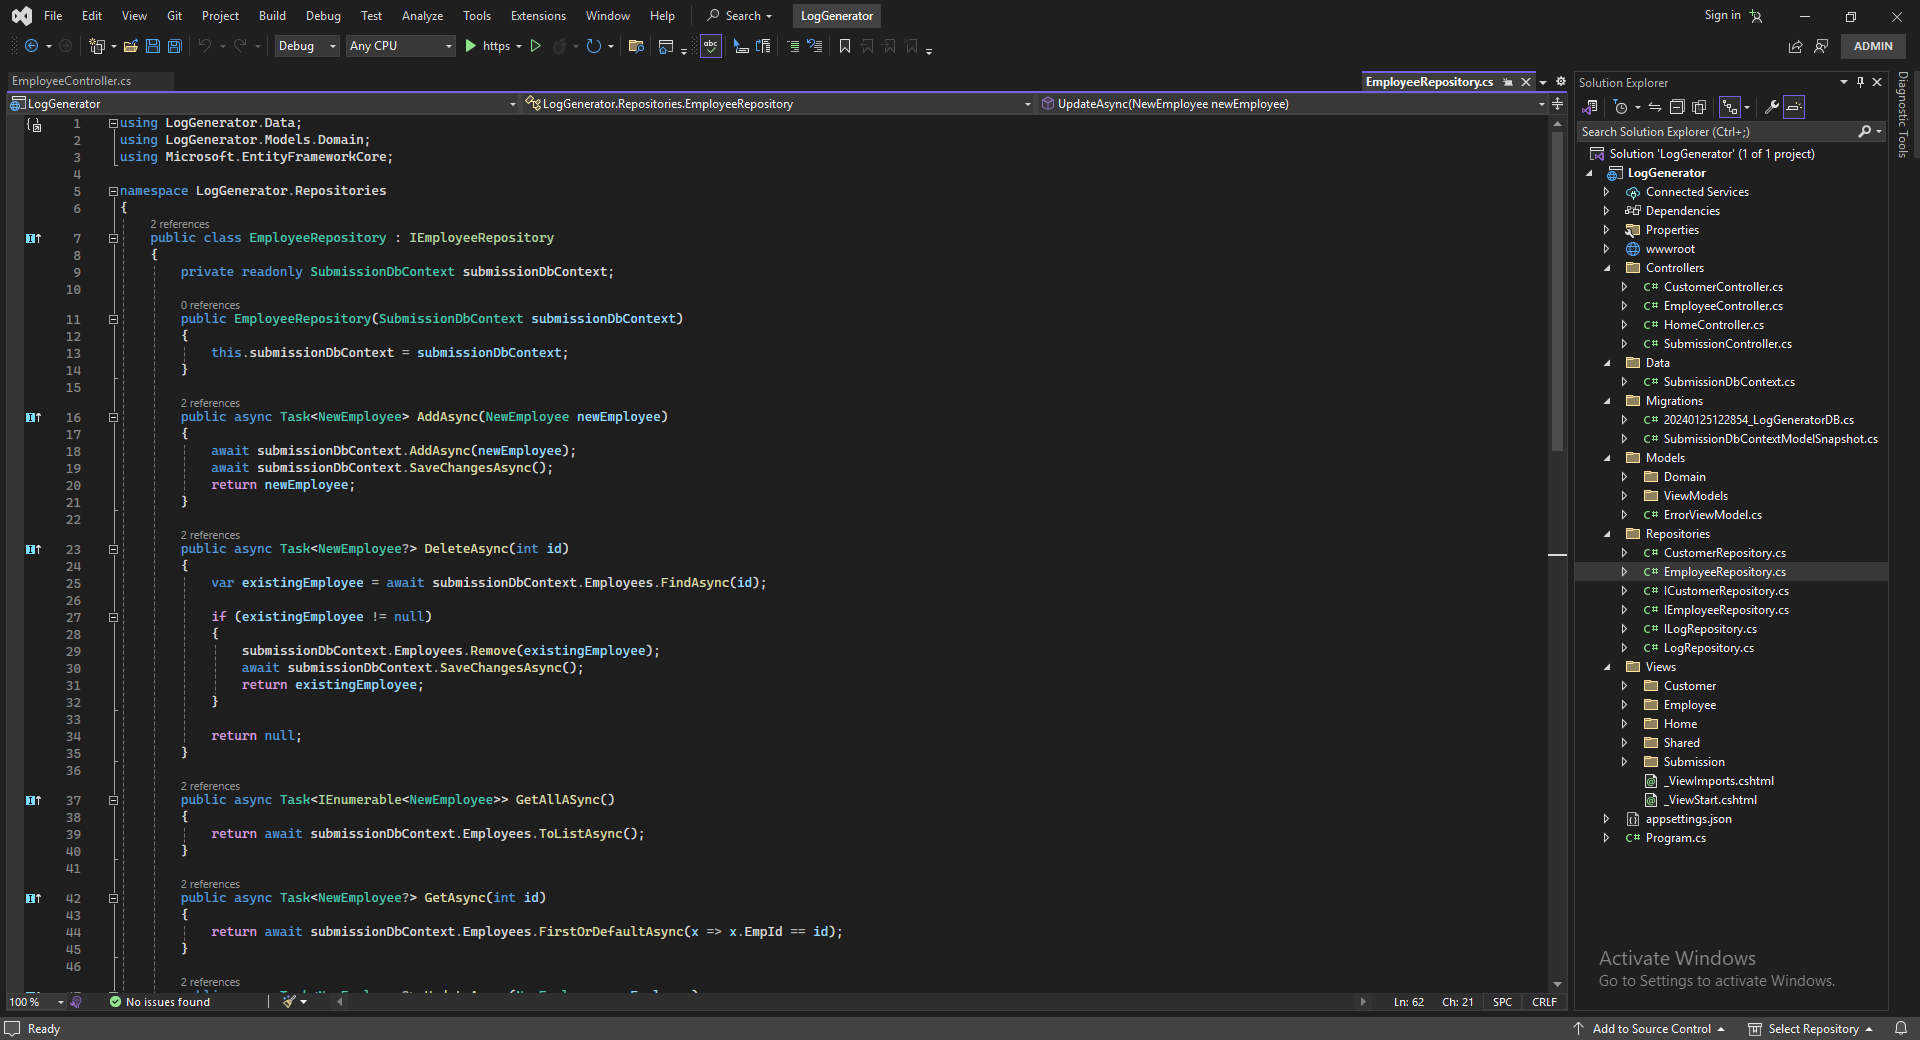 File Edit View Git Project Build Debug Test Analyze Tools Extensions Window Help Search LogGenerator Sign in
Debug Any CPU https ADMIN
EmployeeController.cs EmployeeRepository.cs
LogGenerator LogGenerator.Repositories.EmployeeRepository UpdateAsync(NewEmployee newEmployee)
1 using LogGenerator.Data;
2 using LogGenerator.Models.Domain;
3 using Microsoft.EntityFrameworkCore;
4
5 namespace LogGenerator.Repositories
6 {
2 references
7 public class EmployeeRepository : IEmployeeRepository
8 {
9 private readonly SubmissionDbContext submissionDbContext;
10
0 references
11 public EmployeeRepository(SubmissionDbContext submissionDbContext)
12 {
13 this.submissionDbContext = submissionDbContext;
14 }
15
2 references
16 public async Task<NewEmployee> AddAsync(NewEmployee newEmployee)
17 {
18 await submissionDbContext.AddAsync(newEmployee);
19 await submissionDbContext.SaveChangesAsync();
20 return newEmployee;
21 }
22
2 references
23 public async Task<NewEmployee?> DeleteAsync(int id)
24 {
25 var existingEmployee = await submissionDbContext.Employees.FindAsync(id);
26
27 if (existingEmployee != null)
28 {
29 submissionDbContext.Employees.Remove(existingEmployee);
30 await submissionDbContext.SaveChangesAsync();
31 return existingEmployee;
32 }
33
34 return null;
35 }
36
2 references
37 public async Task<IEnumerable<NewEmployee>> GetAllASync()
38 {
39 return await submissionDbContext.Employees.ToListAsync();
40 }
41
2 references
42 public async Task<NewEmployee?> GetAsync(int id)
43 {
44 return await submissionDbContext.Employees.FirstOrDefaultAsync(x => x.EmpId == id);
45 }
46
2 references
100 % No issues found Ln: 62 Ch: 21 SPC CRLF
Solution Explorer
Search Solution Explorer (Ctrl+;)
Solution 'LogGenerator' (1 of 1 project)
LogGenerator
Connected Services
Dependencies
Properties
wwwroot
Controllers
C# CustomerController.cs
C# EmployeeController.cs
C# HomeController.cs
C# SubmissionController.cs
Data
C# SubmissionDbContext.cs
Migrations
C# 20240125122854_LogGeneratorDB.cs
C# SubmissionDbContextModelSnapshot.cs
Models
Domain
ViewModels
C# ErrorViewModel.cs
Repositories
C# CustomerRepository.cs
C# EmployeeRepository.cs
C# ICustomerRepository.cs
C# IEmployeeRepository.cs
C# ILogRepository.cs
C# LogRepository.cs
Views
Customer
Employee
Home
Shared
Submission
_ViewImports.cshtml
_ViewStart.cshtml
appsettings.json
C# Program.cs
Diagnostic Tools
Activate Windows
Go to Settings to activate Windows.
Ready Add to Source Control Select Repository